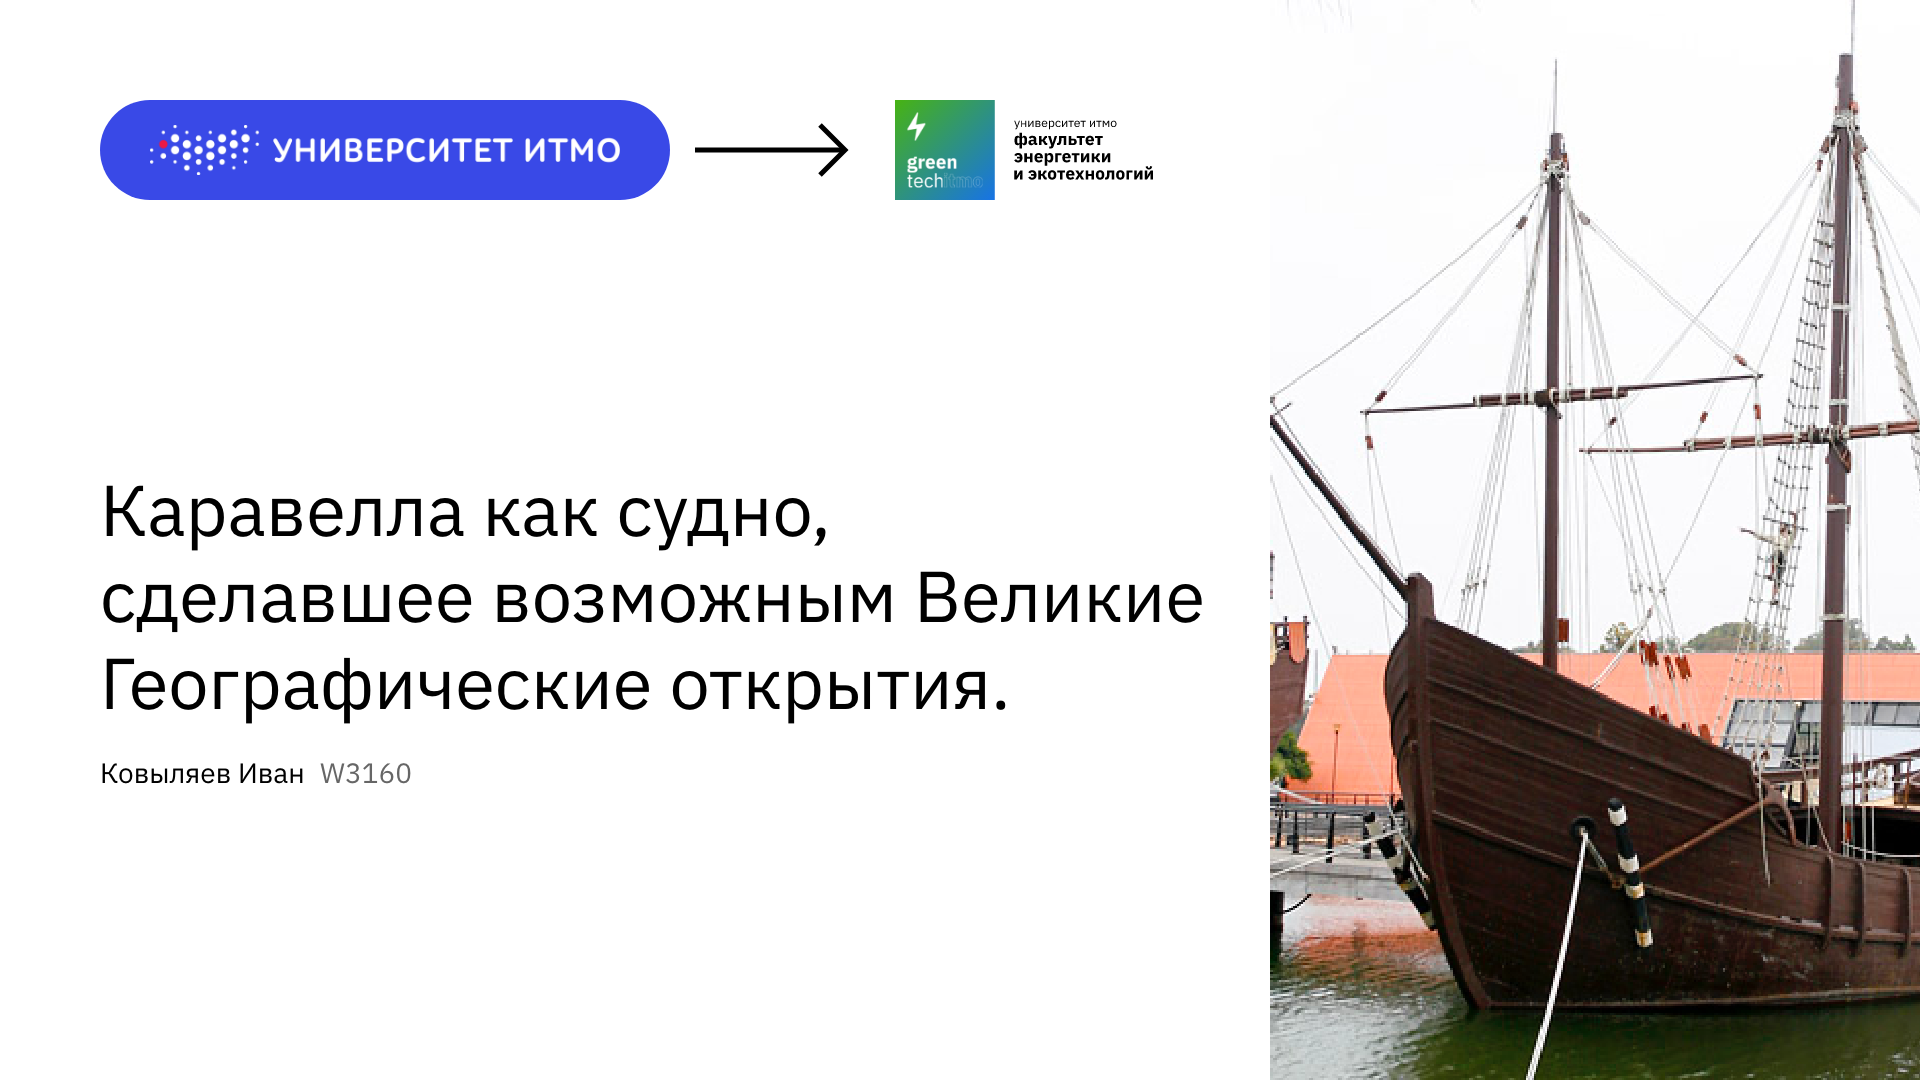 УНИВЕРСИТЕТ ИТМО
green
techitmo
университет итмо
факультет
энергетики
и экотехнологий
Каравелла как судно,
сделавшее возможным Великие
Географические открытия.
Ковыляев Иван W3160